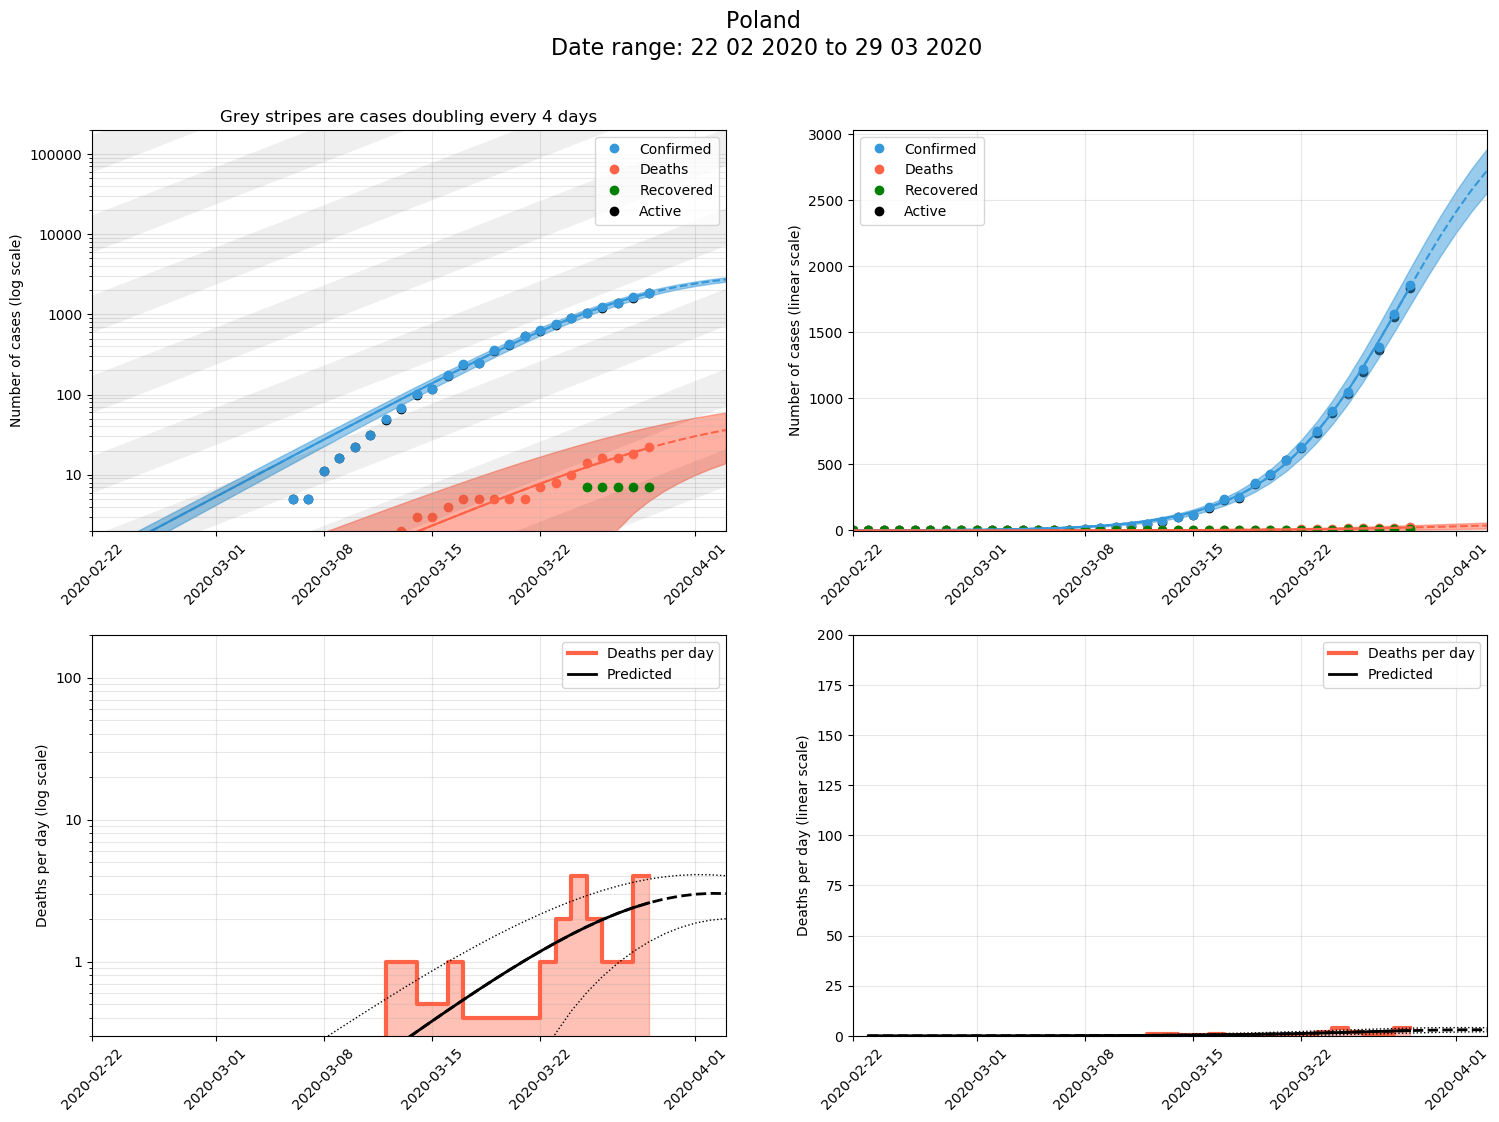 Poland
Date range: 22 02 2020 to 29 03 2020
Grey stripes are cases doubling every 4 days
Number of cases (log scale)
100000
10000
1000
100
10
Confirmed
Deaths
Recovered
Active
2020-02-22
2020-03-01
2020-03-08
2020-03-15
2020-03-22
2020-04-01
Number of cases (linear scale)
3000
2500
2000
1500
1000
500
0
Confirmed
Deaths
Recovered
Active
2020-02-22
2020-03-01
2020-03-08
2020-03-15
2020-03-22
2020-04-01
Deaths per day (log scale)
100
10
1
Deaths per day
Predicted
2020-02-22
2020-03-01
2020-03-08
2020-03-15
2020-03-22
2020-04-01
Deaths per day (linear scale)
200
175
150
125
100
75
50
25
0
Deaths per day
Predicted
2020-02-22
2020-03-01
2020-03-08
2020-03-15
2020-03-22
2020-04-01